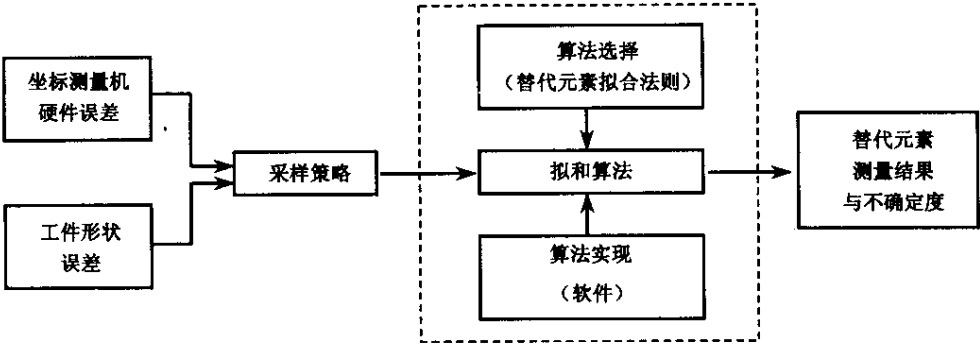 坐标测量机
硬件误差
工件形状
误差
采样策略
算法选择
（替代元素拟合法则）
拟和算法
算法实现
（软件）
替代元素
测量结果
与不确定度